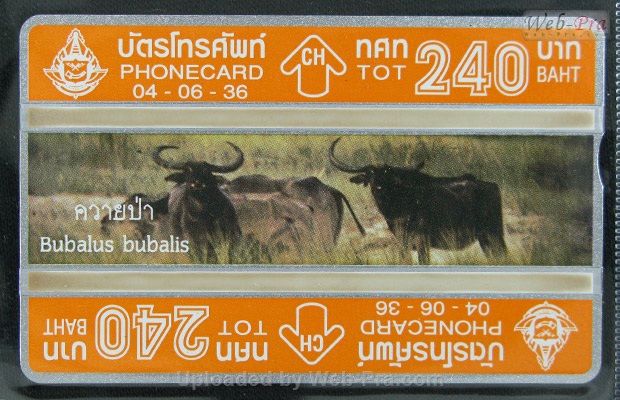 Web-Pra
บัตรโทรศัพท์ CH ทศท 240 บาท
PHONECARD TOT BAHT
04 - 06 - 36
ควายป่า
Bubalus bubalis
04 - 06 - 36
PHONECARD CH TOT BAHT
บัตรโทรศัพท์ ทศท 240 บาท
Uploaded by Web-Pra.com